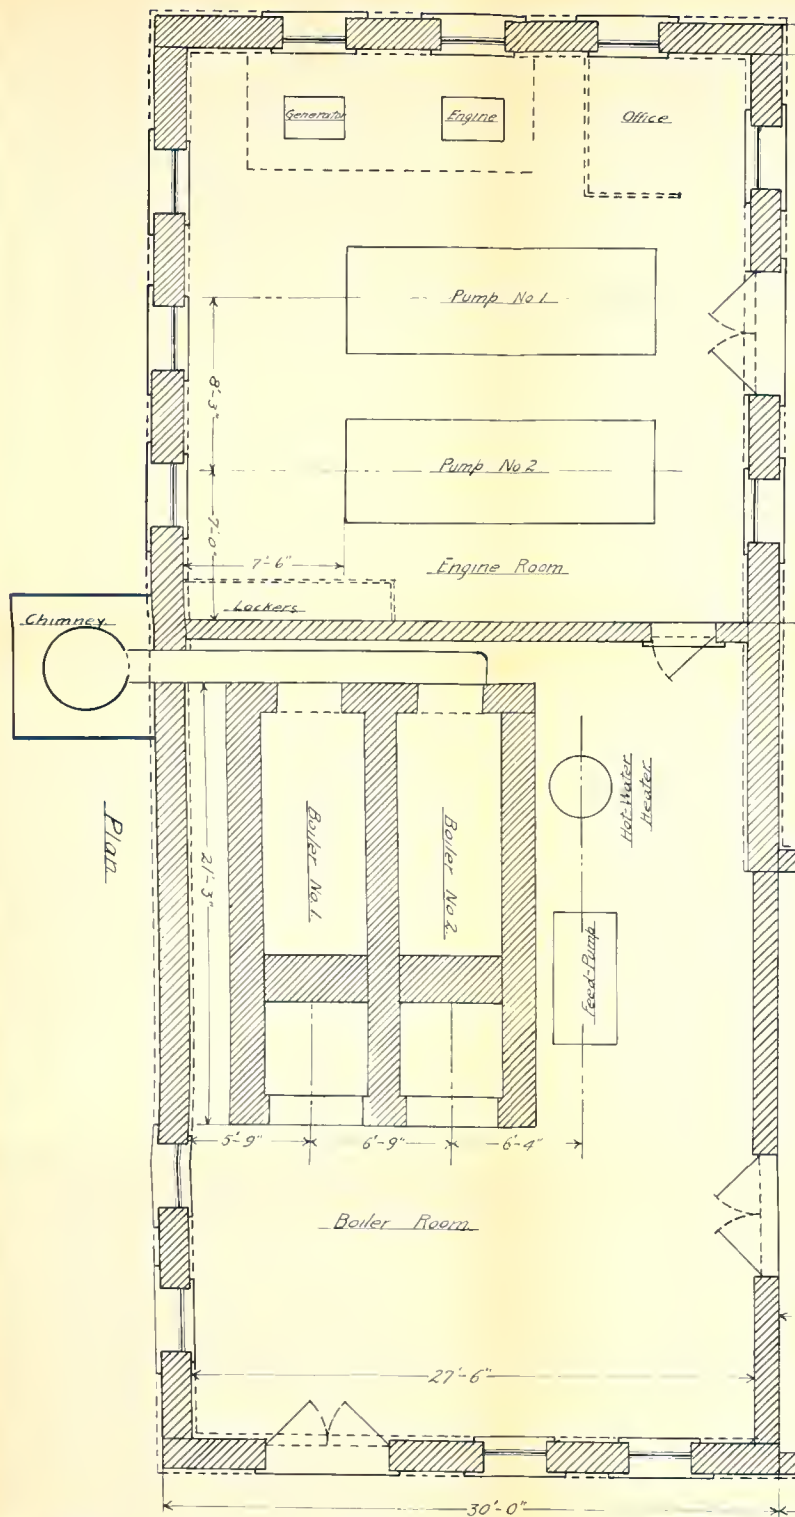 Generator
Engine
Office
Pump No 1
8'-3"
Pump No 2
7'-0"
7'-6"
Engine Room
Lockers
Chimney
Hot-Water
Heater
Plan
21'-3"
Boiler No.1.
Boiler No.2
Feed-Pump
5'-9"
6'-9"
6'-4"
Boiler Room
27'-6"
30'-0"